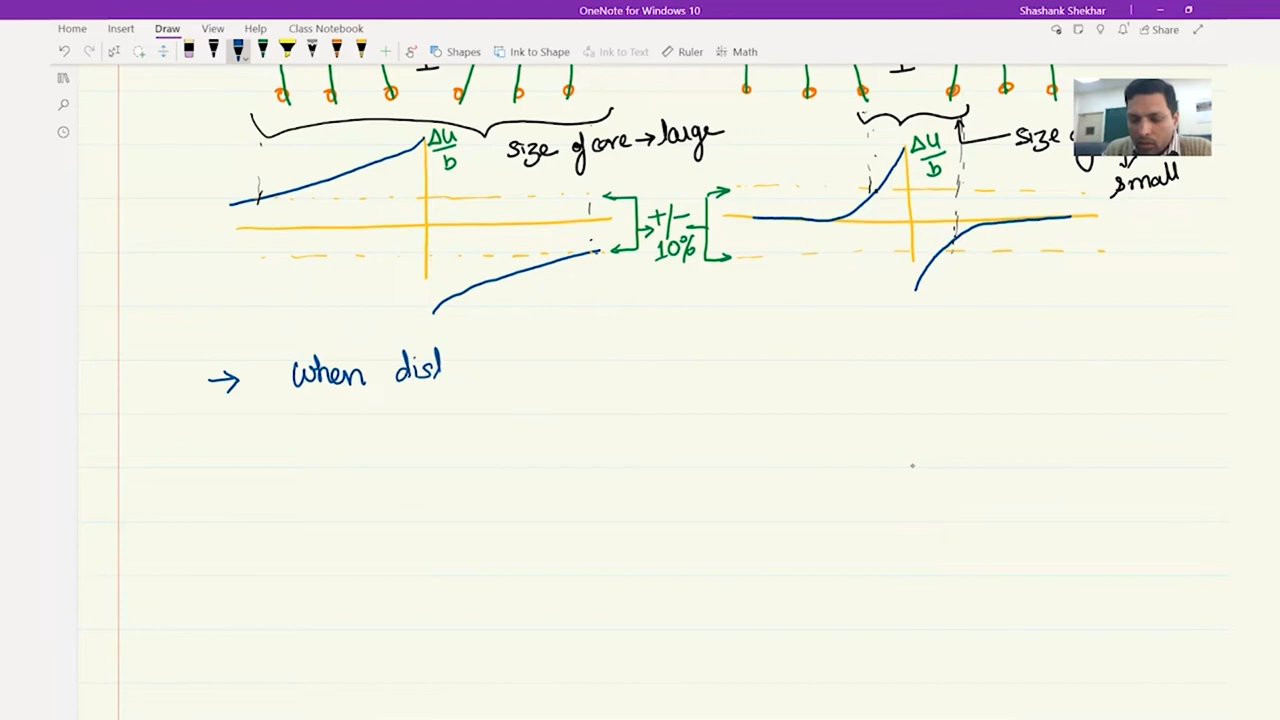 OneNote for Windows 10
Shashank Shekhar
Home Insert Draw View Help Class Notebook
Shapes Ink to Shape Ink to Text Ruler Math Share
size of core → large
size
small
Δu/b
Δu/b
+/-
10%
→ when disl